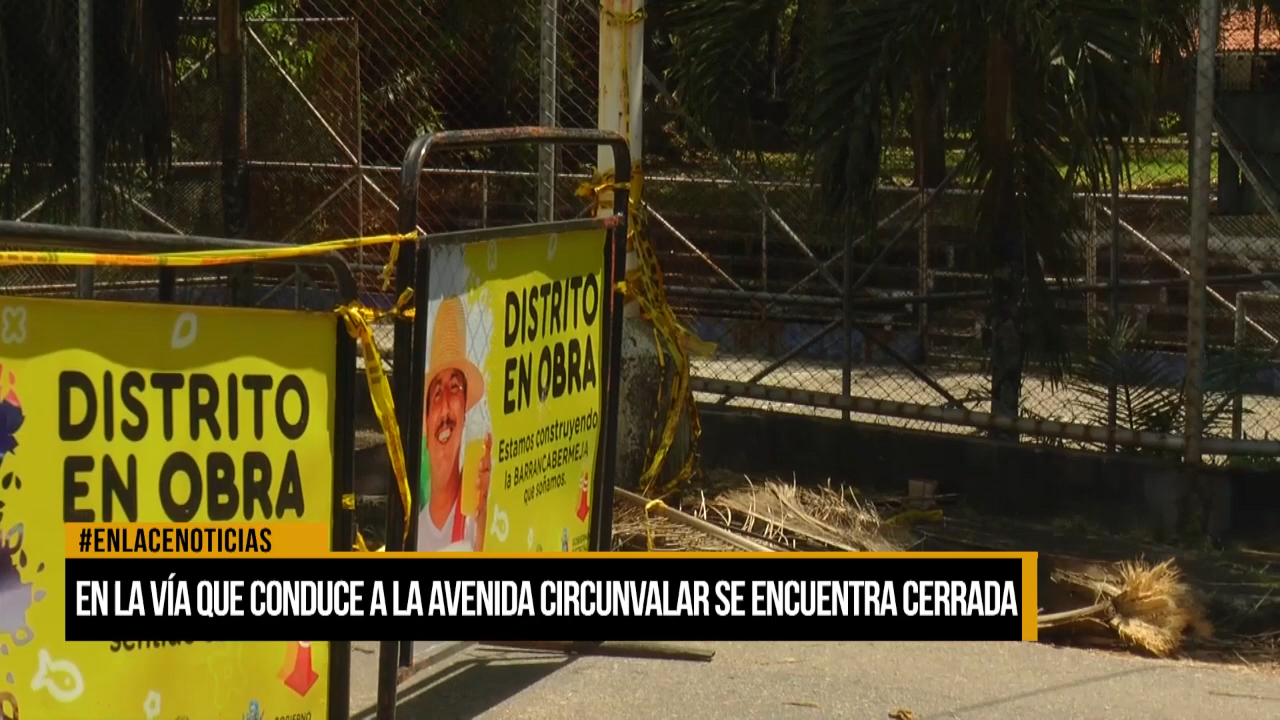 DISTRITO
EN OBRA
DISTRITO
EN OBRA
Estamos construyendo
la BARRANCABERMEJA
que soñamos.
#ENLACENOTICIAS
EN LA VÍA QUE CONDUCE A LA AVENIDA CIRCUNVALAR SE ENCUENTRA CERRADA